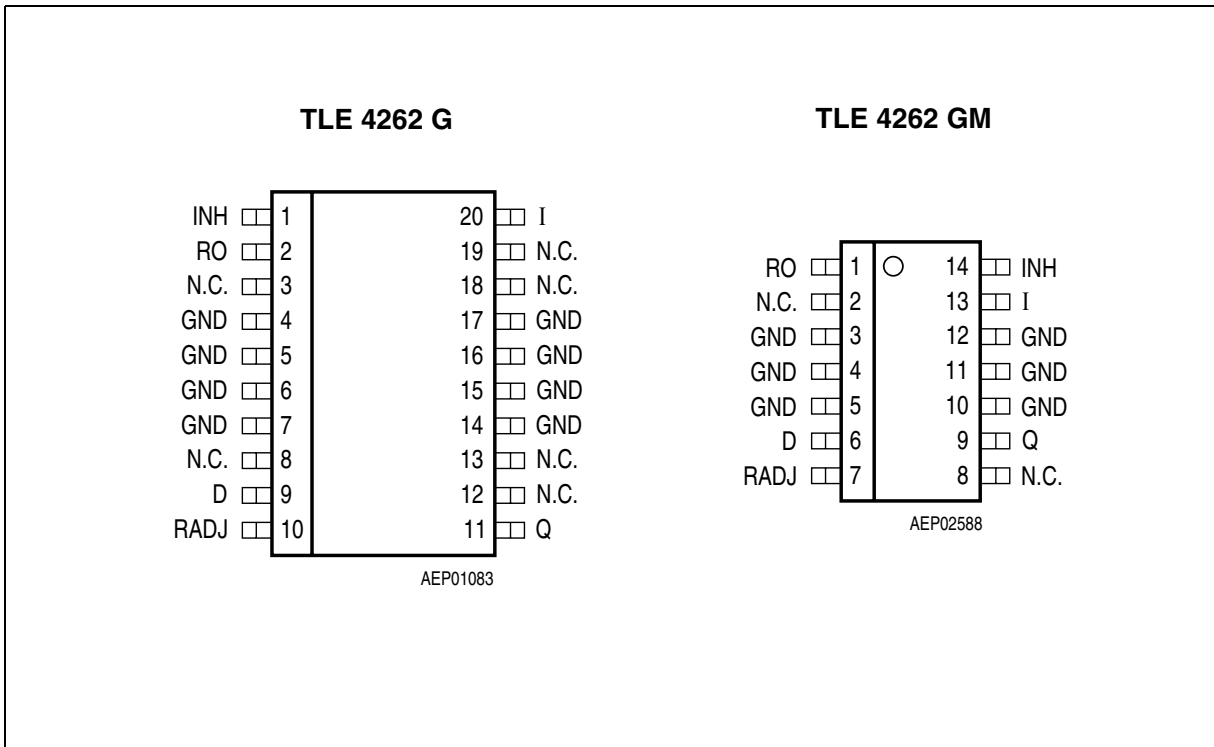 TLE 4262 G
INH 1 20 I
RO 2 19 N.C.
N.C. 3 18 N.C.
GND 4 17 GND
GND 5 16 GND
GND 6 15 GND
GND 7 14 GND
N.C. 8 13 N.C.
D 9 12 N.C.
RADJ 10 11 Q
AEP01083
TLE 4262 GM
RO 1 14 INH
N.C. 2 13 I
GND 3 12 GND
GND 4 11 GND
GND 5 10 GND
D 6 9 Q
RADJ 7 8 N.C.
AEP02588